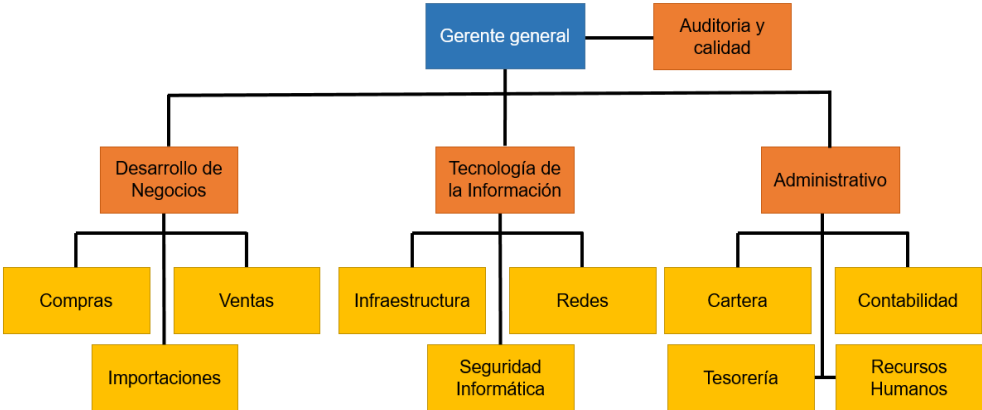 Gerente general
Auditoria y
calidad
Desarrollo de
Negocios
Tecnología de
la Información
Administrativo
Compras
Ventas
Infraestructura
Redes
Cartera
Contabilidad
Importaciones
Seguridad
Informática
Tesorería
Recursos
Humanos